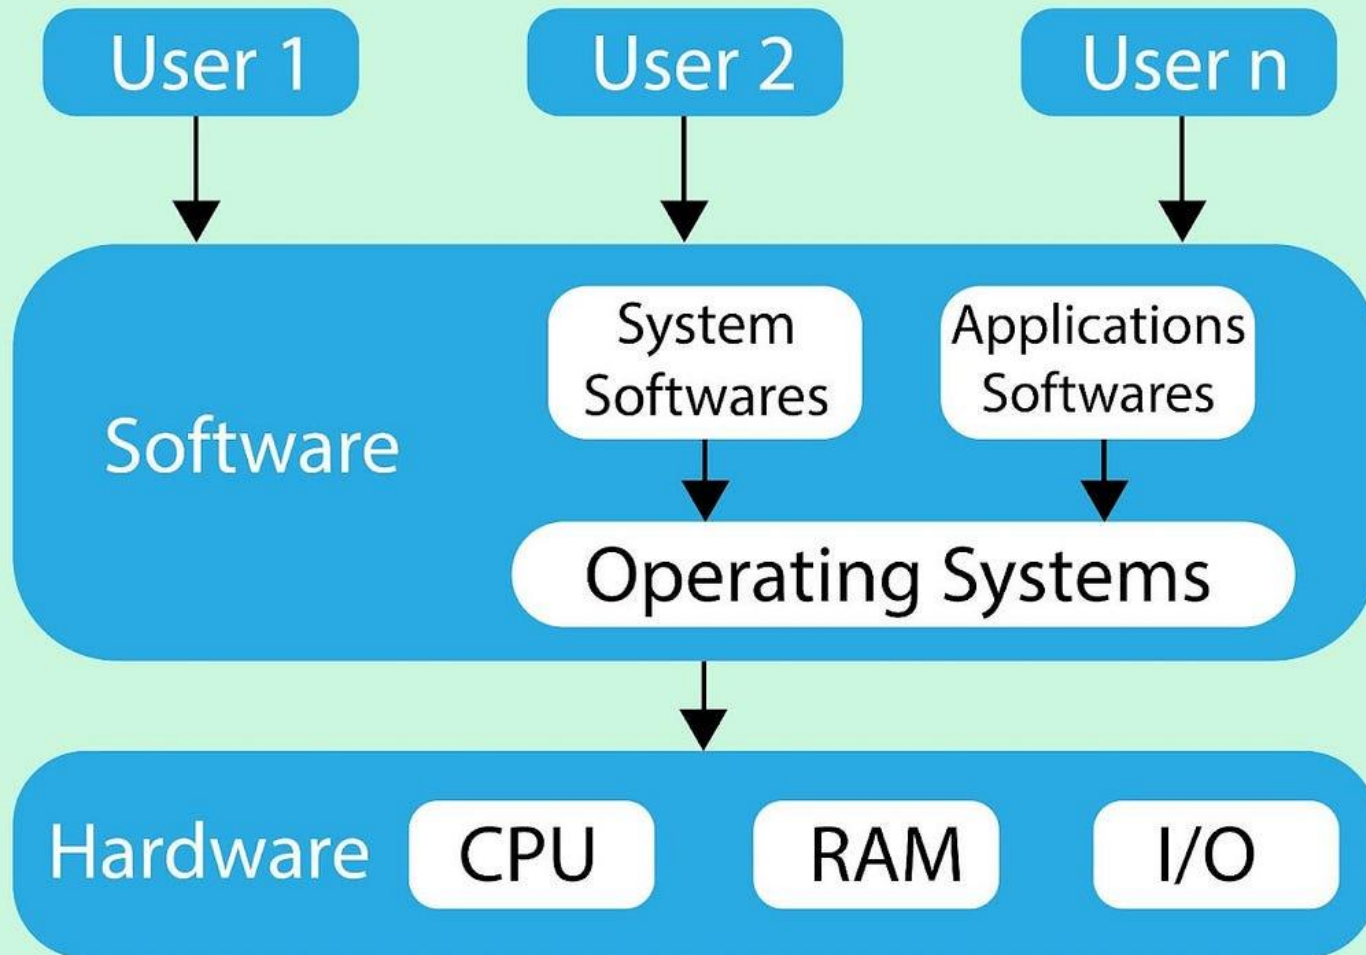 User 1
User 2
User n
System
Softwares
Applications
Softwares
Software
Operating Systems
Hardware
CPU
RAM
I/O